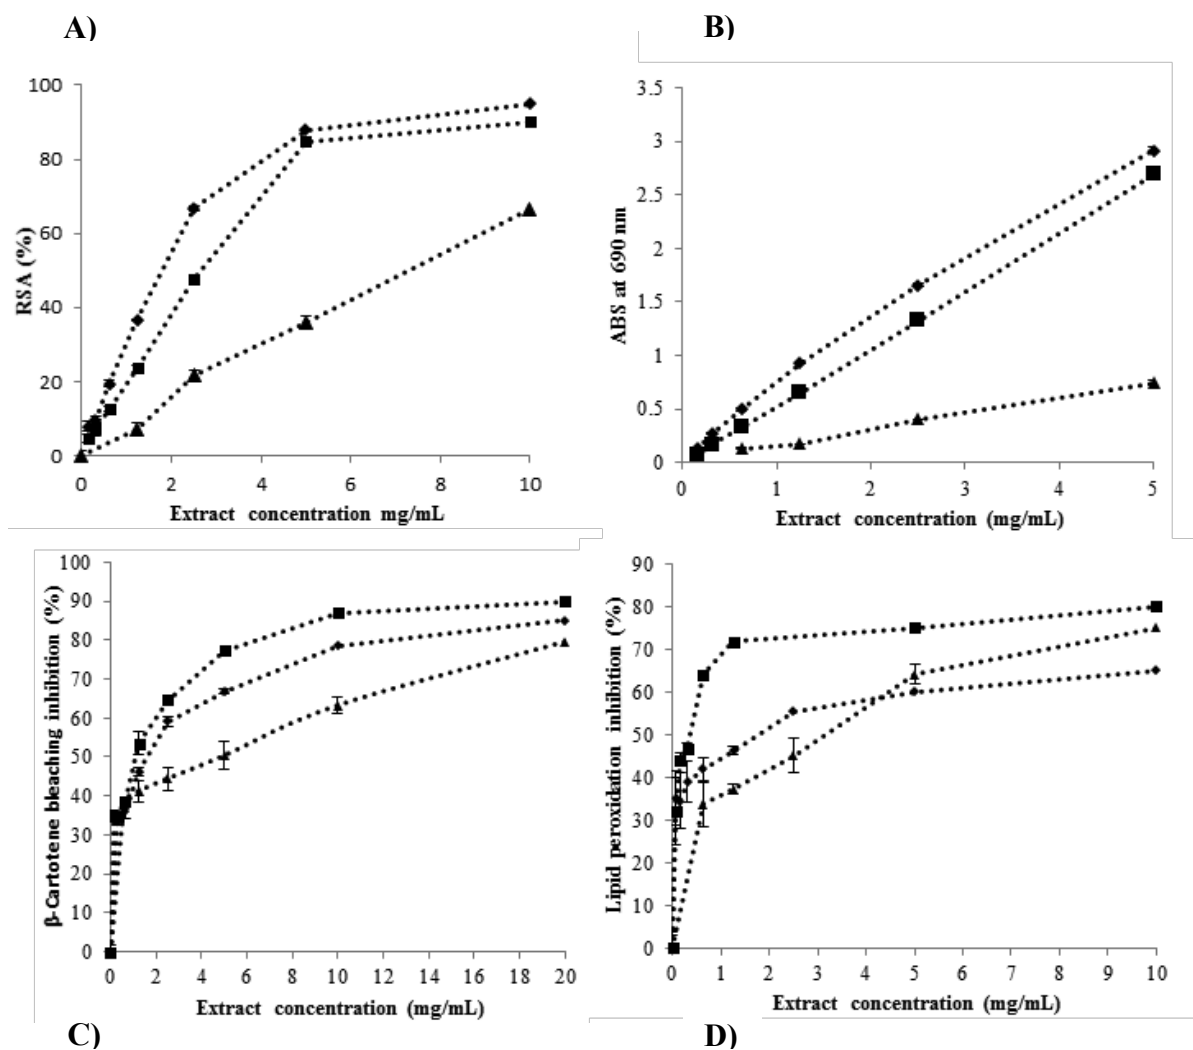 A)
B)
100
80
60
40
20
0
RSA (%)
0 2 4 6 8 10
Extract concentration mg/mL
3.5
3
2.5
2
1.5
1
0.5
0
ABS at 690 nm
0 1 2 3 4 5
Extract concentration (mg/mL)
100
90
80
70
60
50
40
30
20
10
0
β-Cartotene bleaching inhibition (%)
0 2 4 6 8 10 12 14 16 18 20
Extract concentration (mg/mL)
90
80
70
60
50
40
30
20
10
0
Lipid peroxidation inhibition (%)
0 1 2 3 4 5 6 7 8 9 10
Extract concentration (mg/mL)
C)
D)